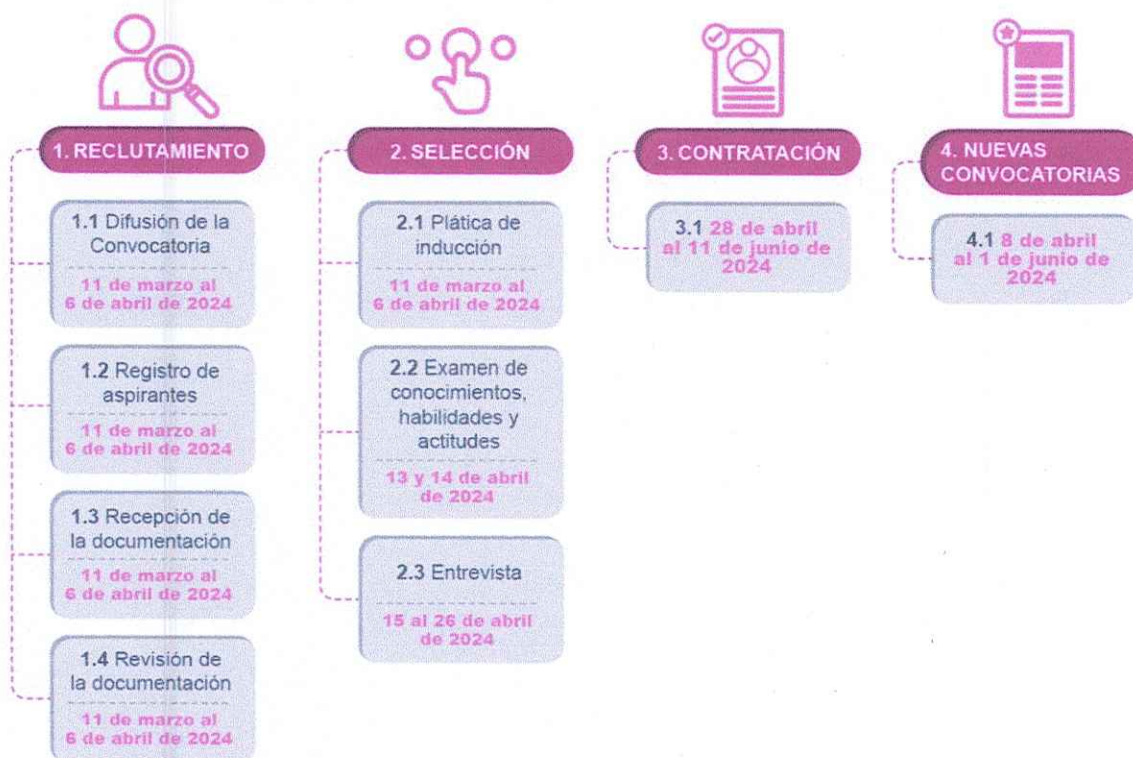 1. RECLUTAMIENTO
1.1 Difusión de la
Convocatoria
11 de marzo al
6 de abril de 2024
1.2 Registro de
aspirantes
11 de marzo al
6 de abril de 2024
1.3 Recepción de
la documentación
11 de marzo al
6 de abril de 2024
1.4 Revisión de
la documentación
11 de marzo al
6 de abril de 2024
2. SELECCIÓN
2.1 Plática de
inducción
11 de marzo al
6 de abril de 2024
2.2 Examen de
conocimientos,
habilidades y
actitudes
13 y 14 de abril
de 2024
2.3 Entrevista
15 al 26 de abril
de 2024
3. CONTRATACIÓN
3.1 28 de abril
al 11 de junio de
2024
4. NUEVAS
CONVOCATORIAS
4.1 8 de abril
al 1 de junio de
2024